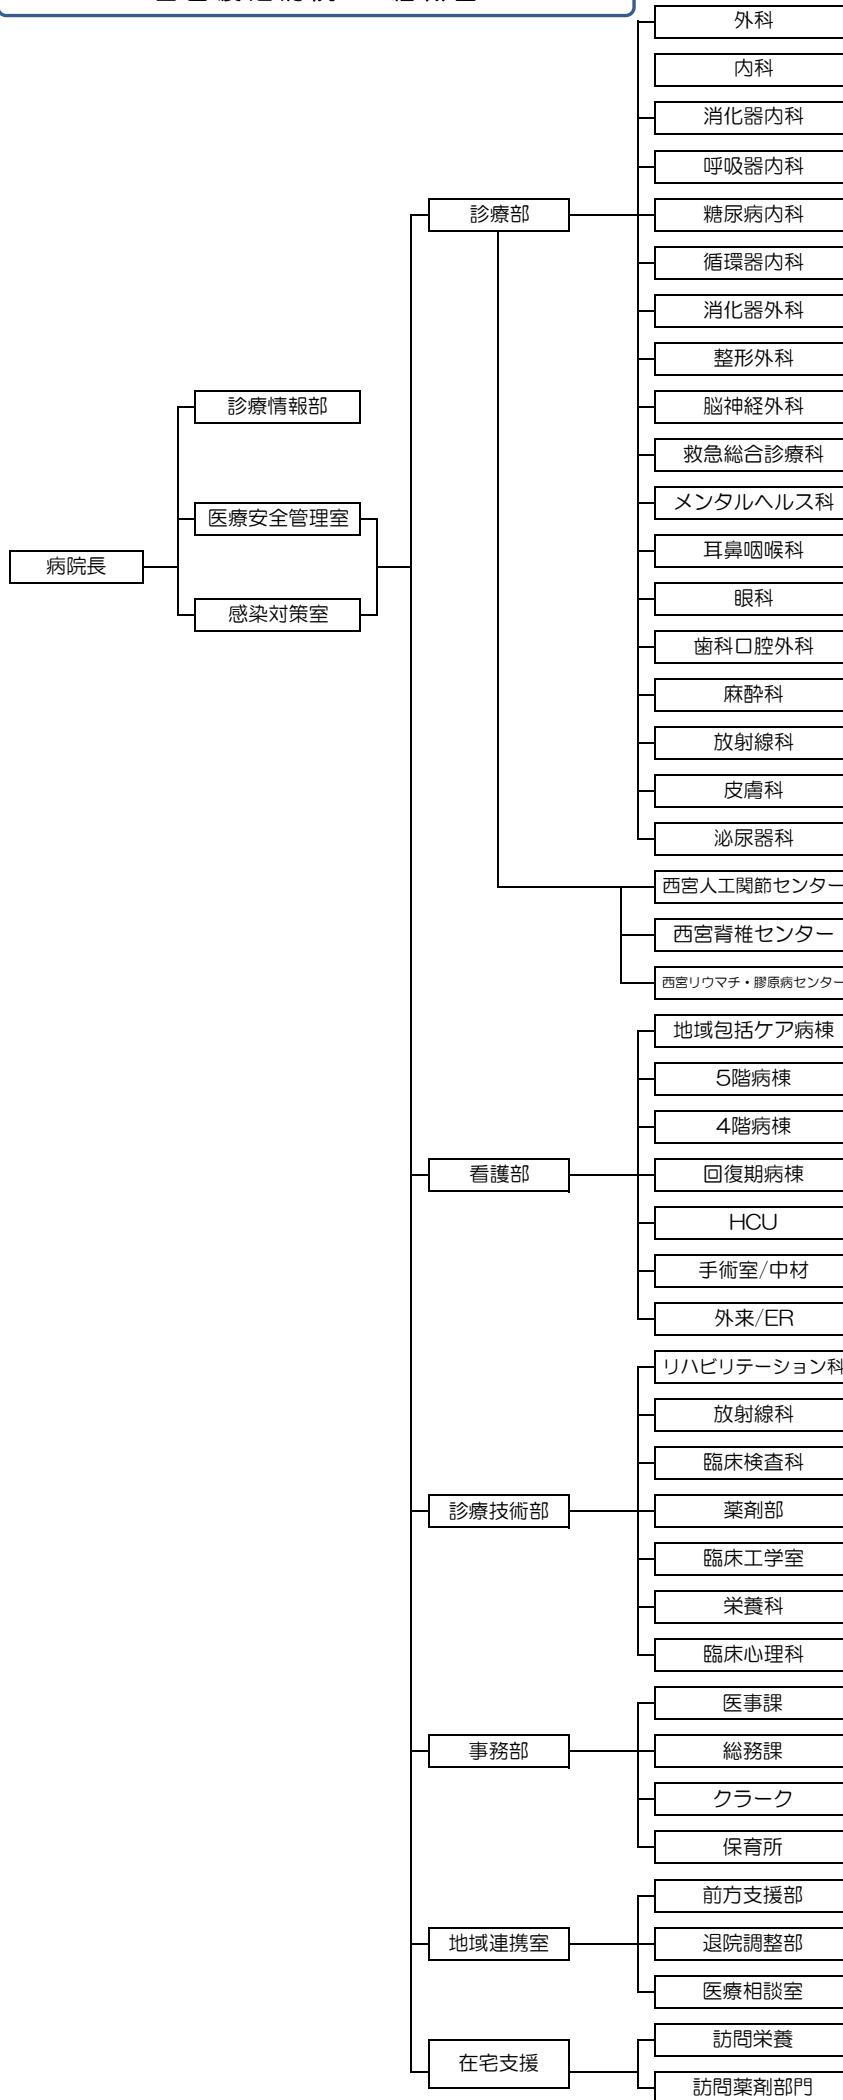 外科
内科
消化器内科
呼吸器内科
診療部
糖尿病内科
循環器内科
消化器外科
整形外科
診療情報部
脳神経外科
救急総合診療科
医療安全管理室
メンタルヘルス科
病院長
耳鼻咽喉科
眼科
感染対策室
歯科口腔外科
麻酔科
放射線科
皮膚科
泌尿器科
西宮人工関節センター
西宮脊椎センター
西宮リウマチ・膠原病センター
地域包括ケア病棟
5階病棟
4階病棟
看護部
回復期病棟
HCU
手術室/中材
外来/ER
リハビリテーション科
放射線科
臨床検査科
診療技術部
薬剤部
臨床工学室
栄養科
臨床心理科
医事課
事務部
総務課
クラーク
保育所
前方支援部
地域連携室
退院調整部
医療相談室
訪問栄養
在宅支援
訪問薬剤部門